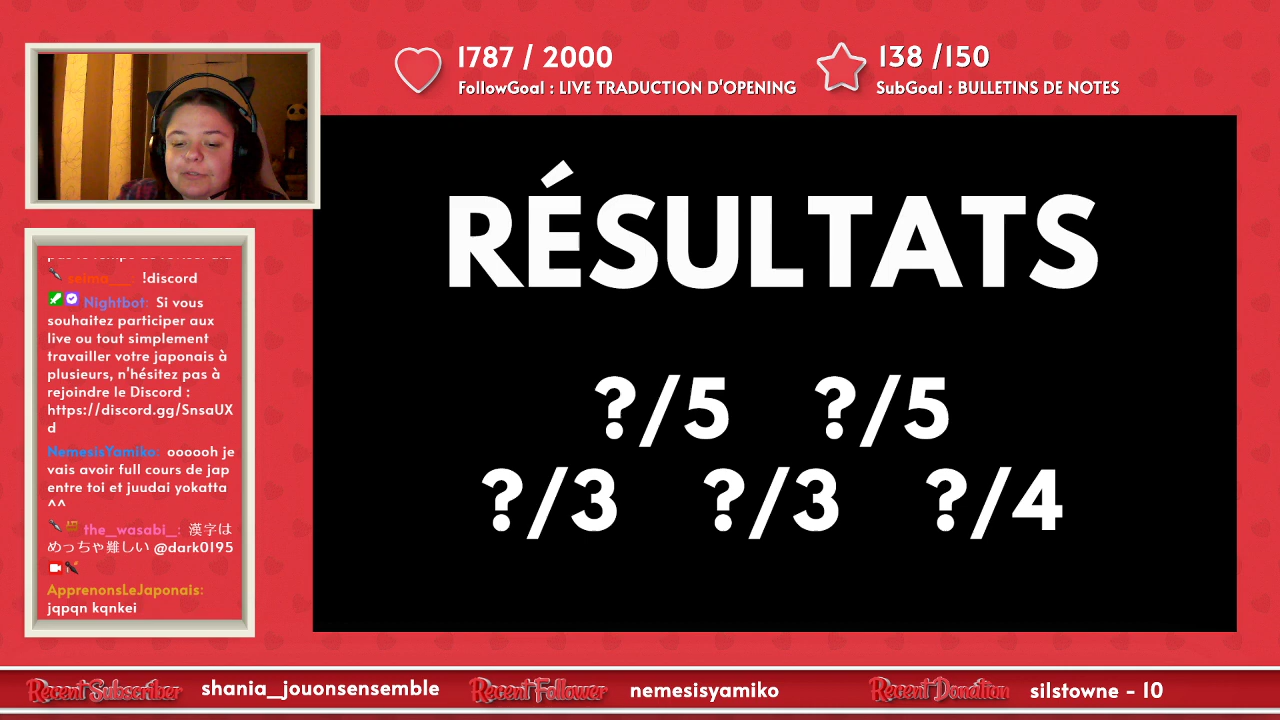 1787 / 2000
FollowGoal : LIVE TRADUCTION D'OPENING
138 /150
SubGoal : BULLETINS DE NOTES
RÉSULTATS
?/5 ?/5
?/3 ?/3 ?/4
seima___ !discord
Nightbot: Si vous
souhaitez participer aux
live ou tout simplement
travailler votre japonais à
plusieurs, n'hésitez pas à
rejoindre le Discord :
https://discord.gg/SnsaUX
d
NemesisYamiko: oooooh je
vais avoir full cours de jap
entre toi et juudai yokatta
^^
the_wasabi_: 漢字は
めっちゃ難しい @dark0195
ApprenonsLeJaponais:
jqpqn kqnkei
Recent Subscriber shania_jouonsensemble
Recent Follower nemesisyamiko
Recent Donation silstowne - 10